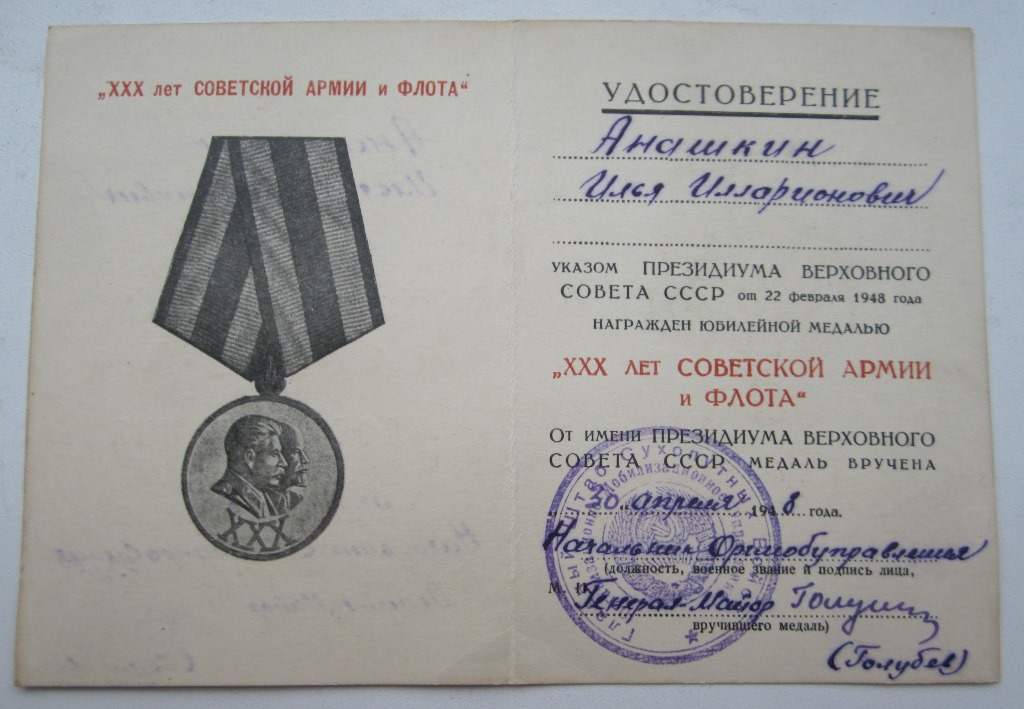 „XXX лет СОВЕТСКОЙ АРМИИ и ФЛОТА“
XXX
УДОСТОВЕРЕНИЕ
Анашкин
Илья Илларионович
УКАЗОМ ПРЕЗИДИУМА ВЕРХОВНОГО
СОВЕТА СССР от 22 февраля 1948 года
НАГРАЖДЕН ЮБИЛЕЙНОЙ МЕДАЛЬЮ
„XXX ЛЕТ СОВЕТСКОЙ АРМИИ
и ФЛОТА“
От имени ПРЕЗИДИУМА ВЕРХОВНОГО
СОВЕТА СССР МЕДАЛЬ ВРУЧЕНА
30 апреля 1948 года.
Начальник Оргмобуправления
(должность, военное звание и подпись лица,
М. П. Генерал-Майор
вручившего медаль)
(Голубев)
Сухопутных